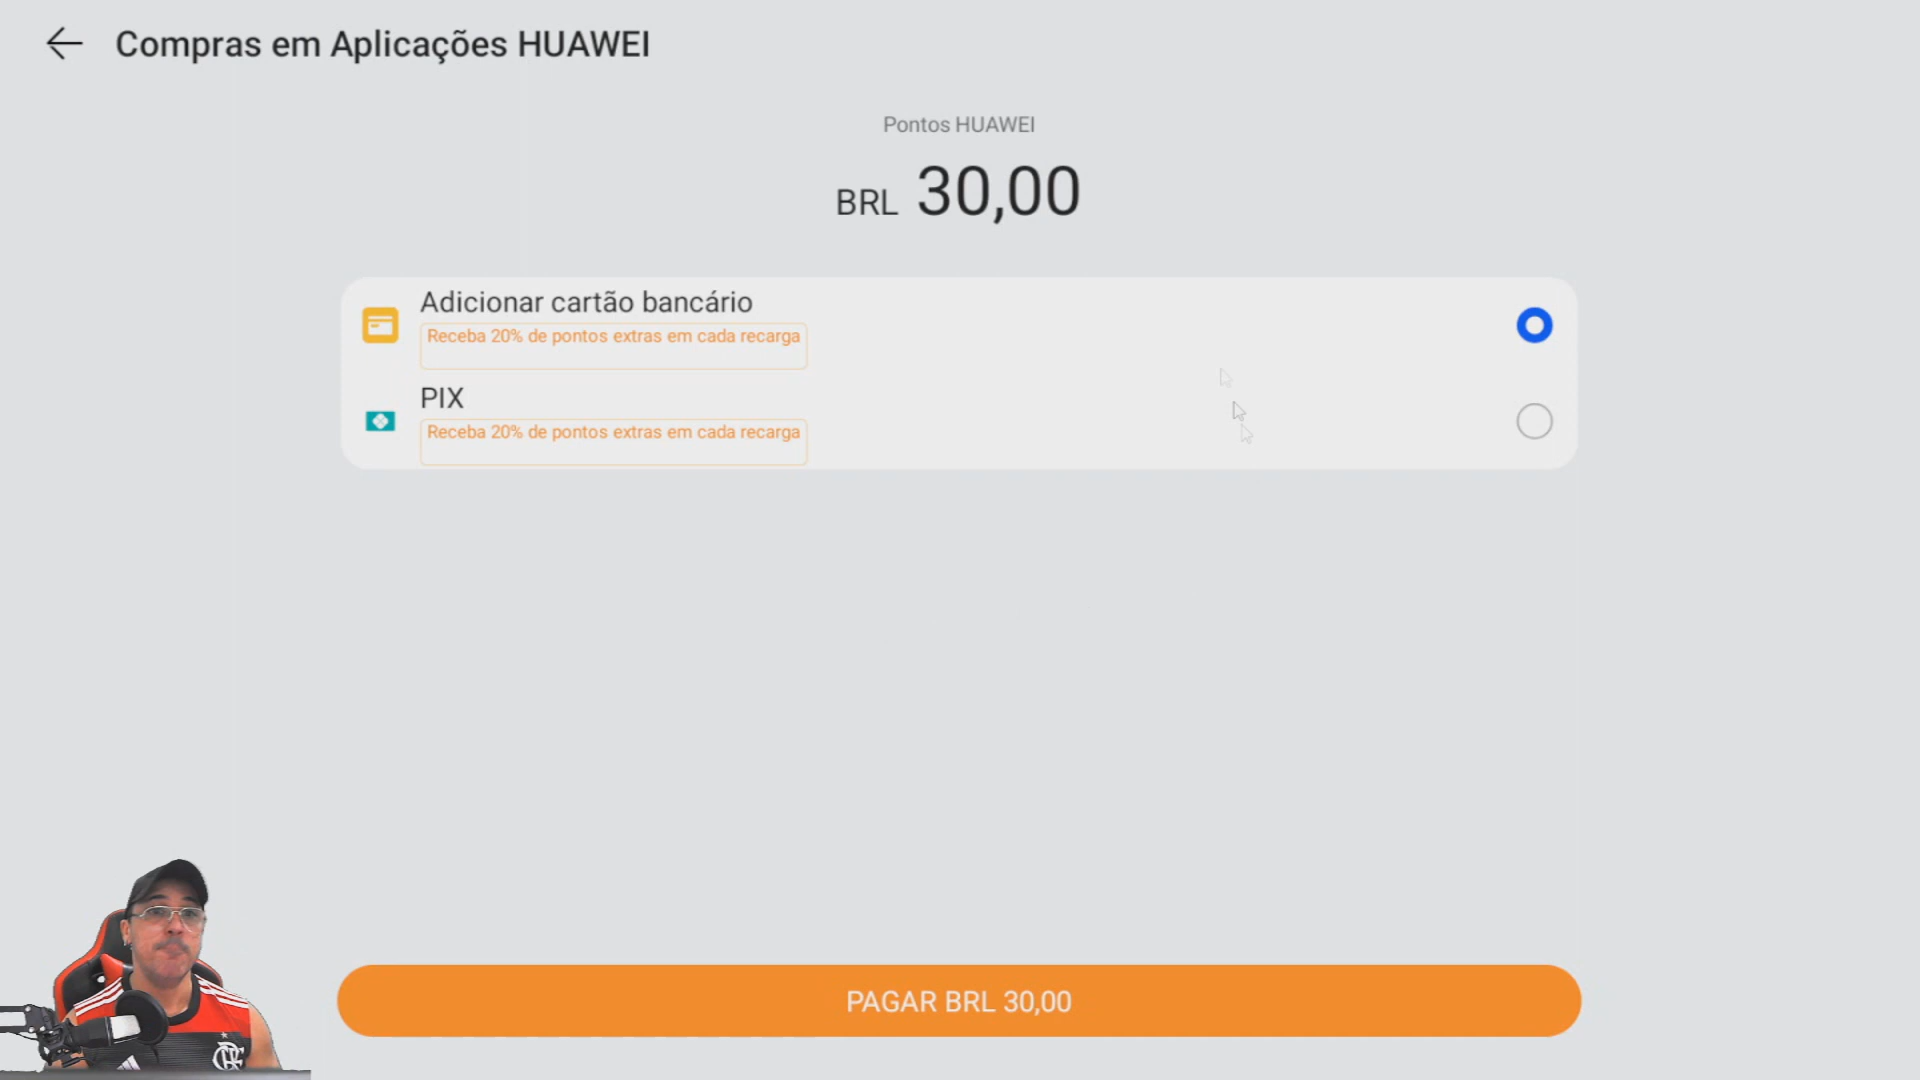 Compras em Aplicações HUAWEI
Pontos HUAWEI
BRL 30,00
Adicionar cartão bancário
Receba 20% de pontos extras em cada recarga
PIX
Receba 20% de pontos extras em cada recarga
PAGAR BRL 30,00